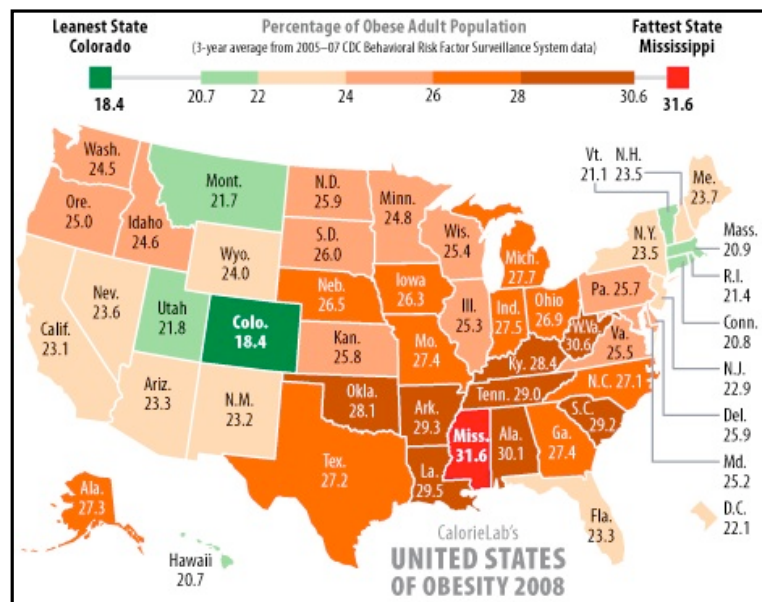 Leanest State
Colorado
18.4
Percentage of Obese Adult Population
(3-year average from 2005–07 CDC Behavioral Risk Factor Surveillance System data)
Fattest State
Mississippi
31.6
20.7
22
24
26
28
30.6
Wash.
24.5
Ore.
25.0
Idaho
24.6
Mont.
21.7
N.D.
25.9
Minn.
24.8
Wis.
25.4
S.D.
26.0
Wyo.
24.0
Mich.
27.7
Vt.
21.1
N.H.
23.5
Me.
23.7
N.Y.
23.5
Mass.
20.9
R.I.
21.4
Conn.
20.8
N.J.
22.9
Del.
25.9
Md.
25.2
D.C.
22.1
Calif.
23.1
Nev.
23.6
Utah
21.8
Colo.
18.4
Neb.
26.5
Iowa
26.3
Ill.
25.3
Ind.
27.5
Ohio
26.9
Pa. 25.7
W.Va.
30.6
Va.
25.5
Kan.
25.8
Mo.
27.4
Ky. 28.4
N.C. 27.1
Tenn. 29.0
Ariz.
23.3
N.M.
23.2
Okla.
28.1
Ark.
29.3
S.C.
29.2
Miss.
31.6
Ala.
30.1
Ga.
27.4
Tex.
27.2
La.
29.5
Fla.
23.3
Ala.
27.3
Hawaii
20.7
CalorieLab's
UNITED STATES
OF OBESITY 2008